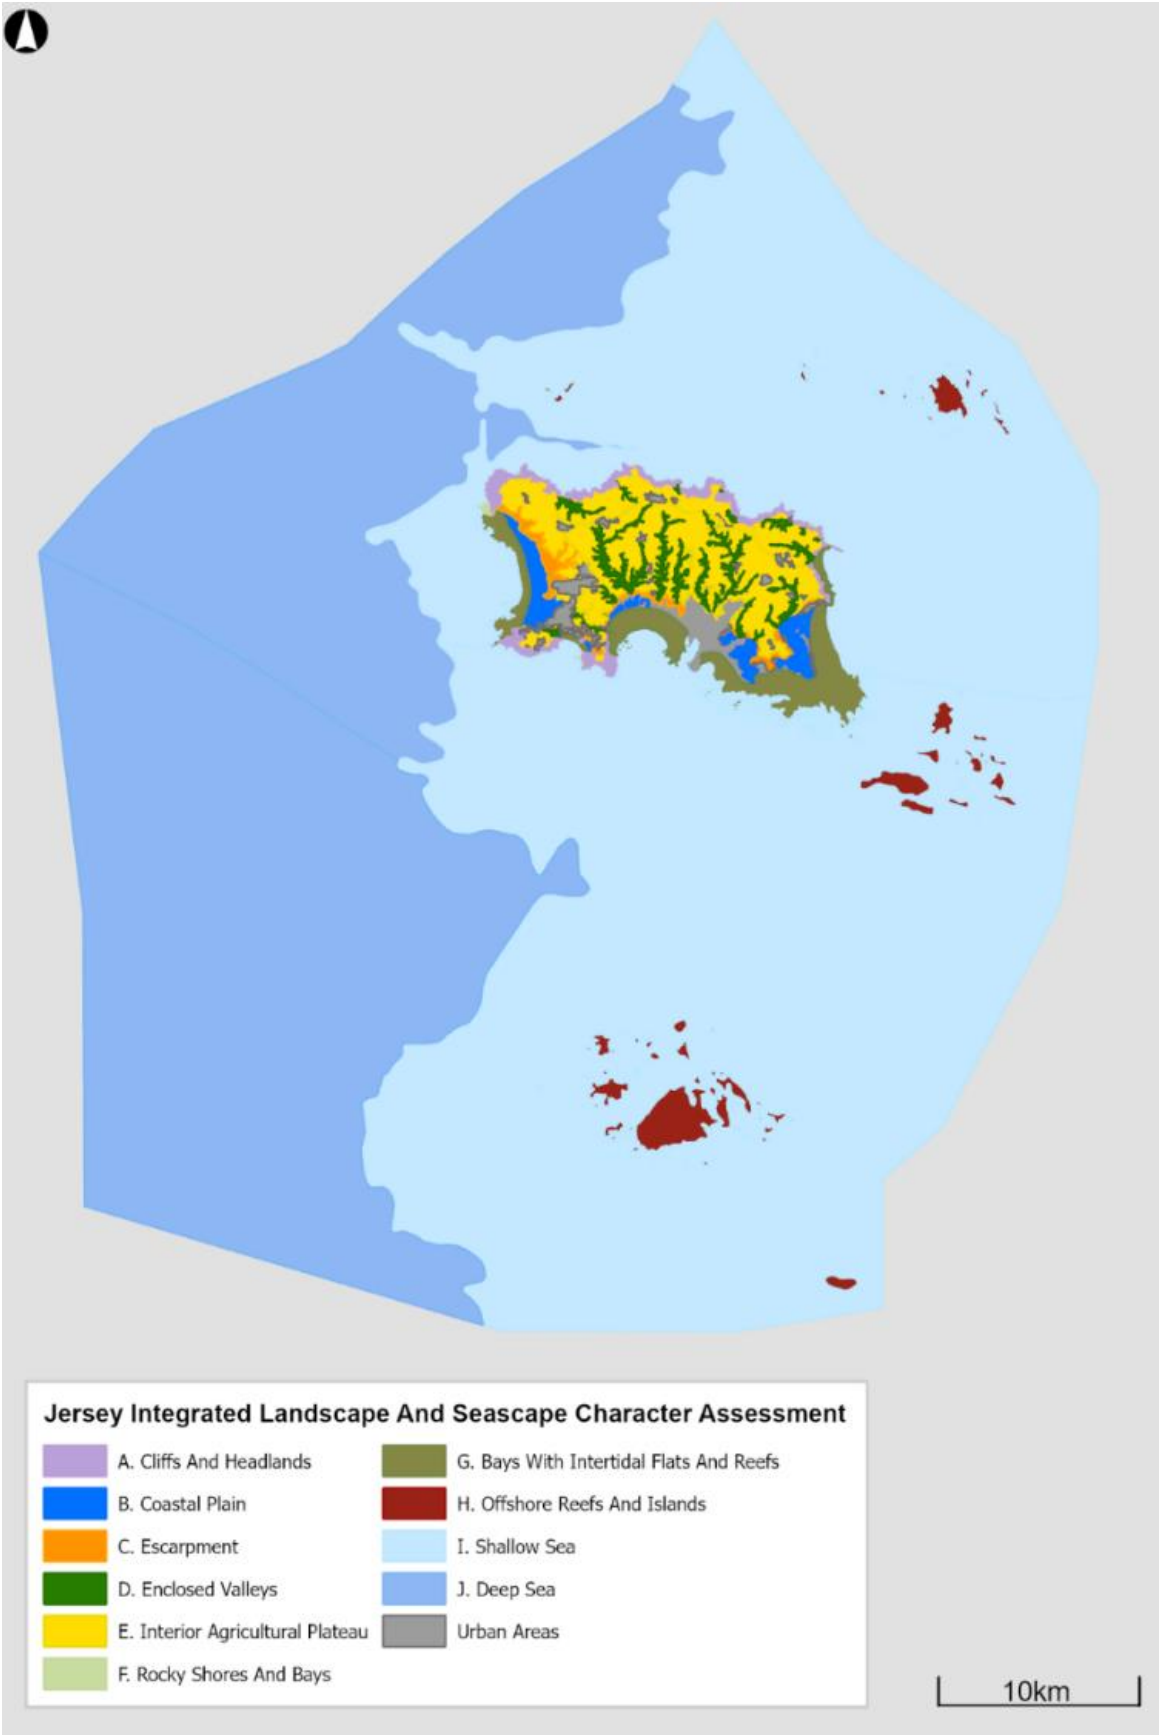 Jersey Integrated Landscape And Seascape Character Assessment
A. Cliffs And Headlands
B. Coastal Plain
C. Escarpment
D. Enclosed Valleys
E. Interior Agricultural Plateau
F. Rocky Shores And Bays
G. Bays With Intertidal Flats And Reefs
H. Offshore Reefs And Islands
I. Shallow Sea
J. Deep Sea
Urban Areas
10km